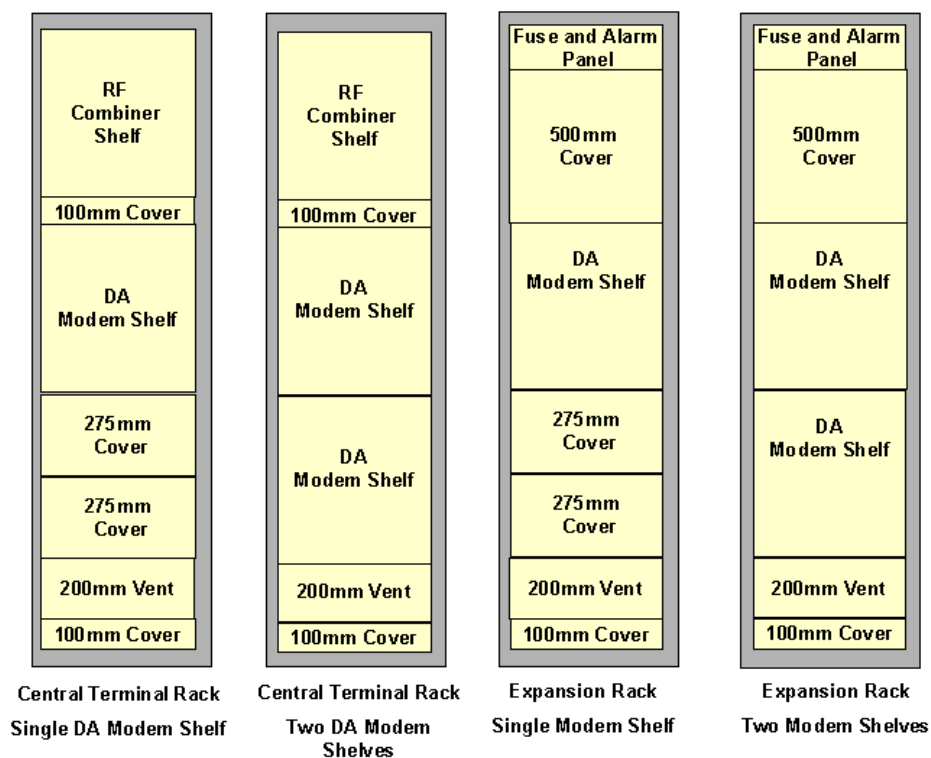 RF
Combiner
Shelf
100mm Cover
DA
Modem Shelf
275mm
Cover
275mm
Cover
200mm Vent
100mm Cover
Central Terminal Rack
Single DA Modem Shelf
RF
Combiner
Shelf
100mm Cover
DA
Modem Shelf
DA
Modem Shelf
200mm Vent
100mm Cover
Central Terminal Rack
Two DA Modem
Shelves
Fuse and Alarm
Panel
500mm
Cover
DA
Modem Shelf
275mm
Cover
275mm
Cover
200mm Vent
100mm Cover
Expansion Rack
Single Modem Shelf
Fuse and Alarm
Panel
500mm
Cover
DA
Modem Shelf
DA
Modem Shelf
200mm Vent
100mm Cover
Expansion Rack
Two Modem Shelves